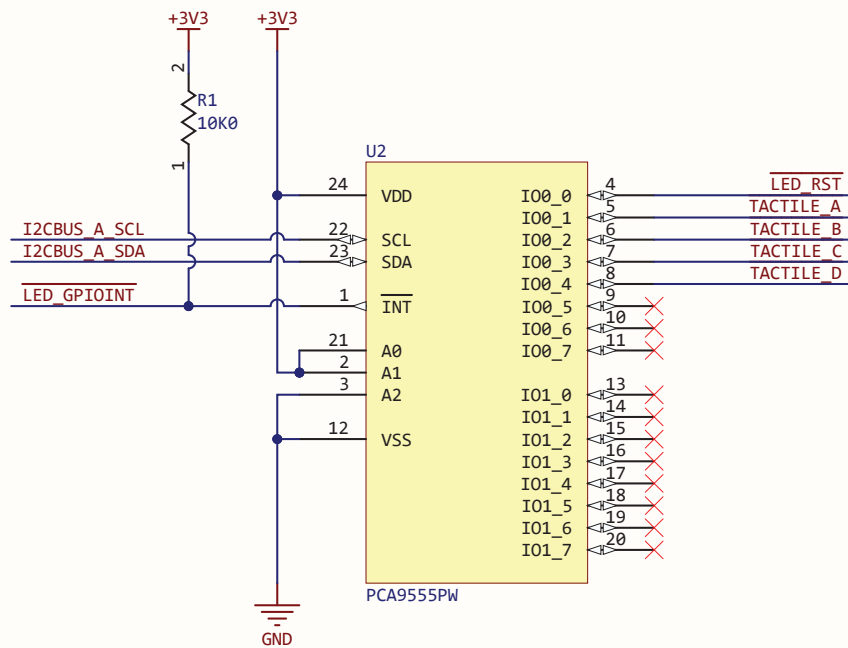 +3V3
+3V3
2
R1
10K0
1
U2
24 VDD IO0_0 4 LED_RST
IO0_1 5 TACTILE_A
I2CBUS_A_SCL 22 SCL IO0_2 6 TACTILE_B
I2CBUS_A_SDA 23 SDA IO0_3 7 TACTILE_C
IO0_4 8 TACTILE_D
LED_GPIOINT 1 INT IO0_5 9
IO0_6 10
21 A0 IO0_7 11
2 A1
3 A2 IO1_0 13
IO1_1 14
12 VSS IO1_2 15
IO1_3 16
IO1_4 17
IO1_5 18
IO1_6 19
IO1_7 20
PCA9555PW
GND